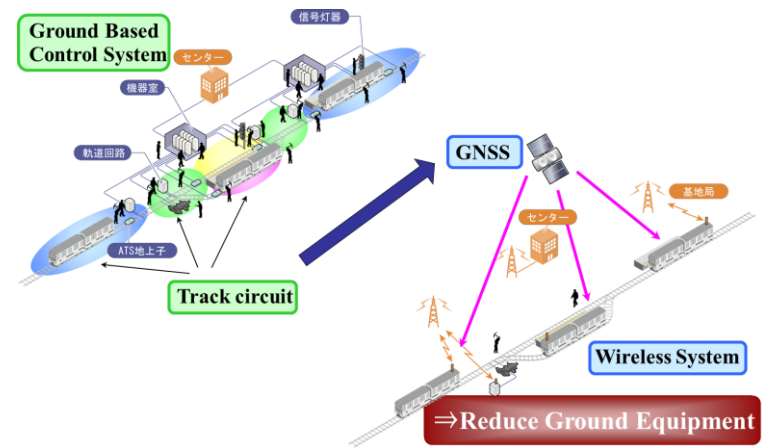 Ground Based
Control System
信号灯器
センター
機器室
軌道回路
ATS地上子
Track circuit
GNSS
基地局
センター
Wireless System
⇒Reduce Ground Equipment